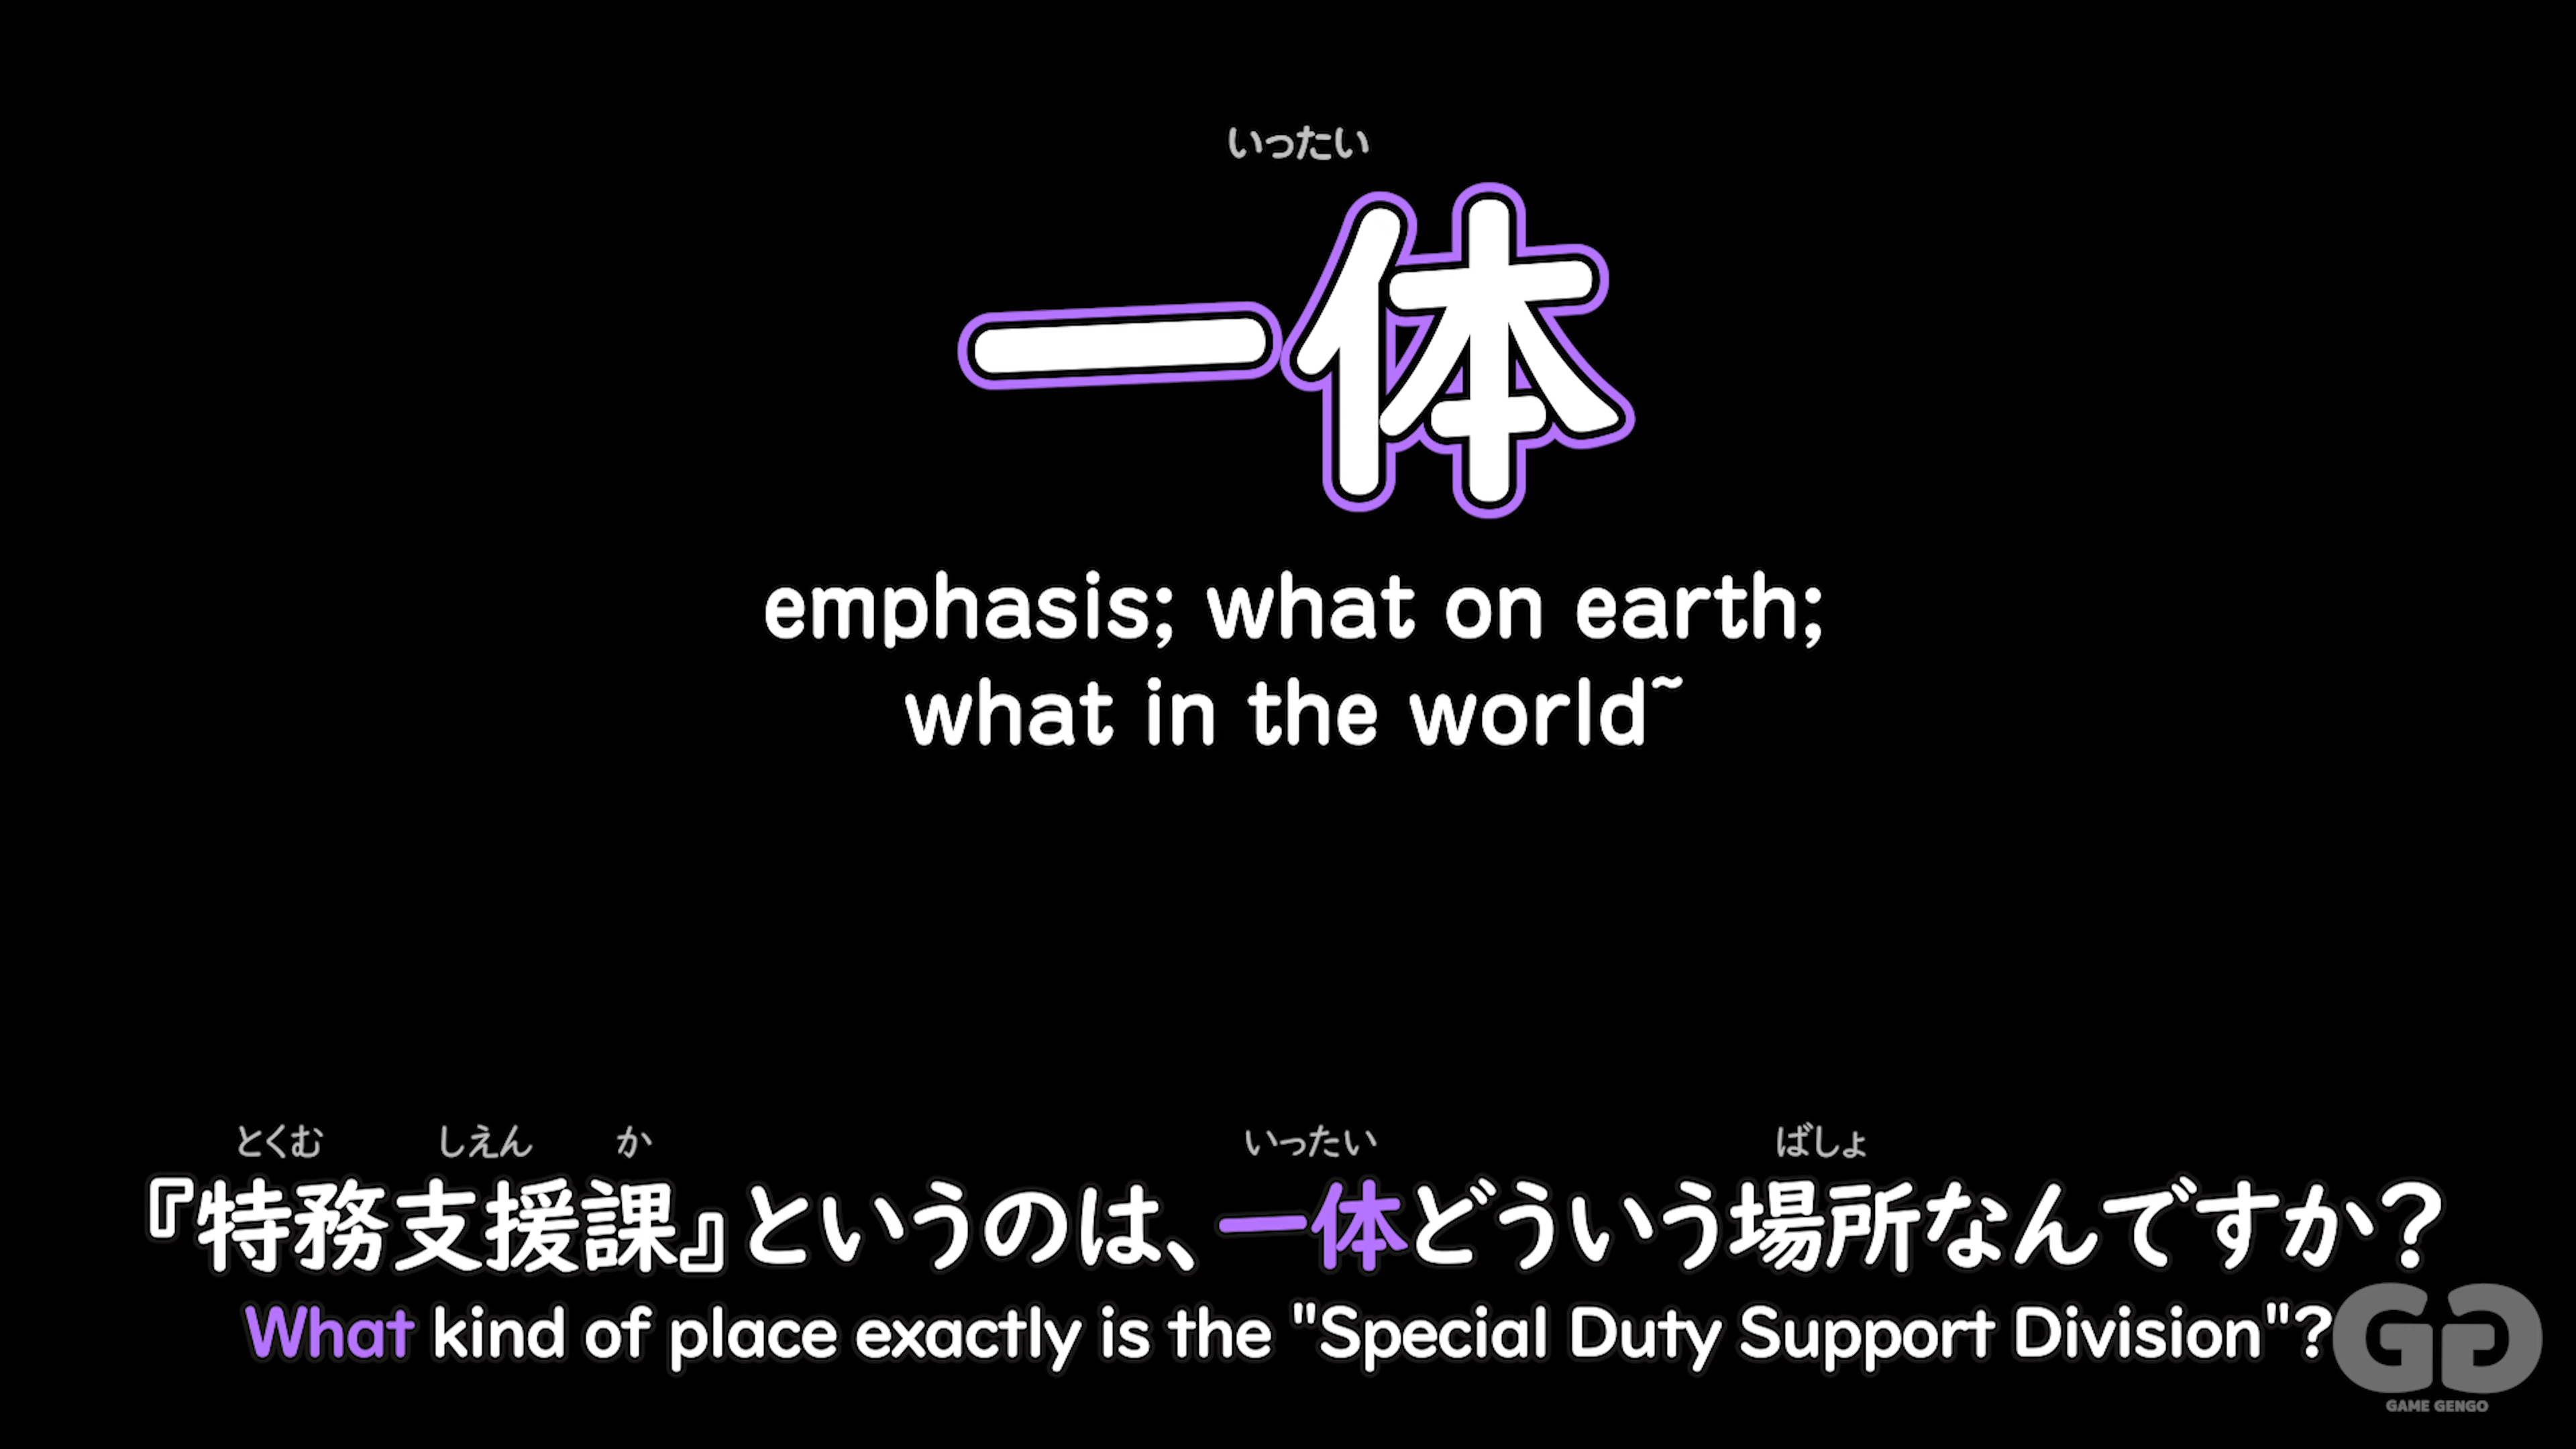 いったい
一体
emphasis; what on earth;
what in the world~
とくむ しえん か いったい ばしょ
『特務支援課』というのは、一体どういう場所なんですか？
What kind of place exactly is the "Special Duty Support Division"?
GG
GAME GENGO